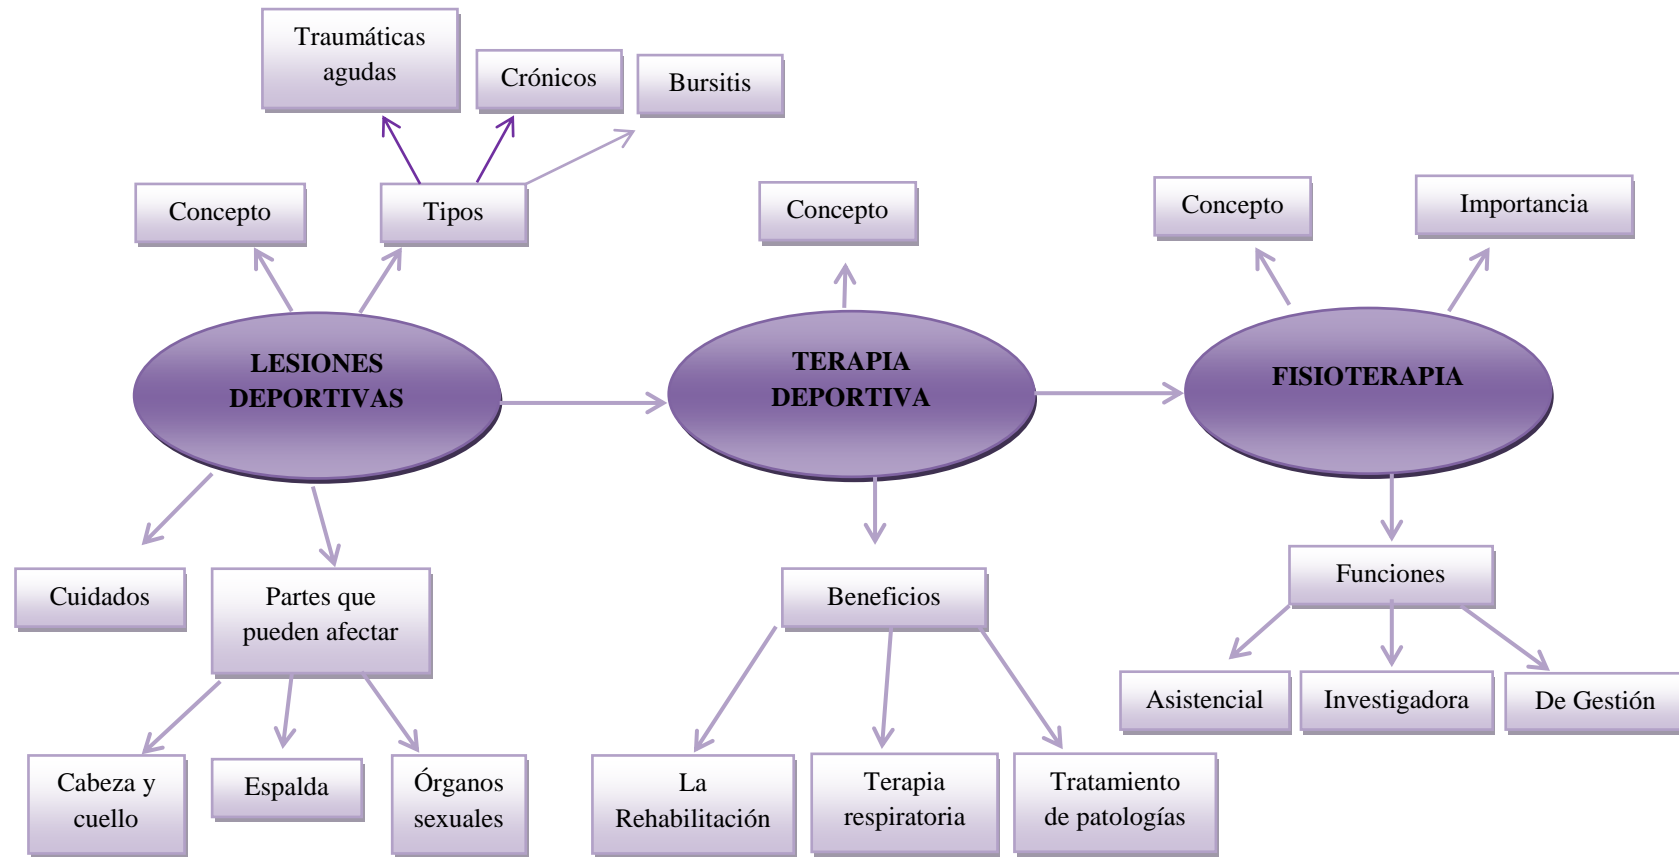 Traumáticas
agudas
Crónicos
Bursitis
Concepto
Tipos
Concepto
Concepto
Importancia
LESIONES
DEPORTIVAS
TERAPIA
DEPORTIVA
FISIOTERAPIA
Cuidados
Partes que
pueden afectar
Beneficios
Funciones
Asistencial
Investigadora
De Gestión
Cabeza y
cuello
Espalda
Órganos
sexuales
La
Rehabilitación
Terapia
respiratoria
Tratamiento
de patologías